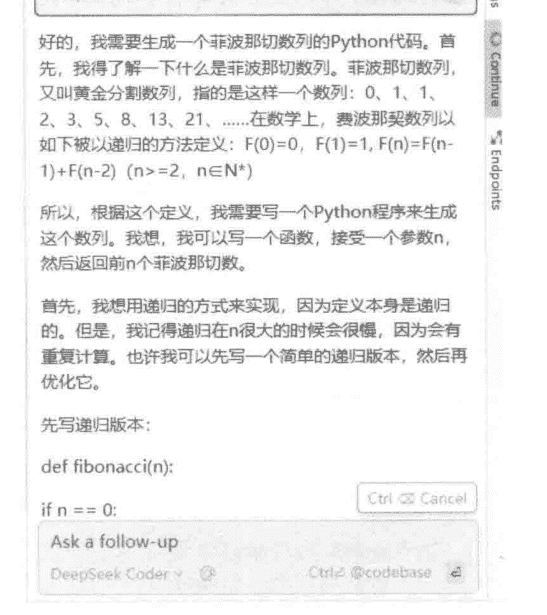 好的，我需要生成一个菲波那切数列的Python代码。首
先，我得了解一下什么是菲波那切数列。菲波那切数列，
又叫黄金分割数列，指的是这样一个数列：0、1、1、
2、3、5、8、13、21、……在数学上，斐波那契数列以
如下被以递归的方法定义：F(0)=0，F(1)=1, F(n)=F(n-
1)+F(n-2)（n>=2，n∈N*）
所以，根据这个定义，我需要写一个Python程序来生成
这个数列。我想，我可以写一个函数，接受一个参数n，
然后返回前n个菲波那切数。
首先，我想用递归的方式来实现，因为定义本身是递归
的。但是，我记得递归在n很大的时候会很慢，因为会有
重复计算。也许我可以先写一个简单的递归版本，然后再
优化它。
先写递归版本：
def fibonacci(n):
if n == 0:
Ctrl ⌫ Cancel
Ask a follow-up
DeepSeek Coder
@
Ctrl⏎ @codebase
⏎
Continue
Endpoints